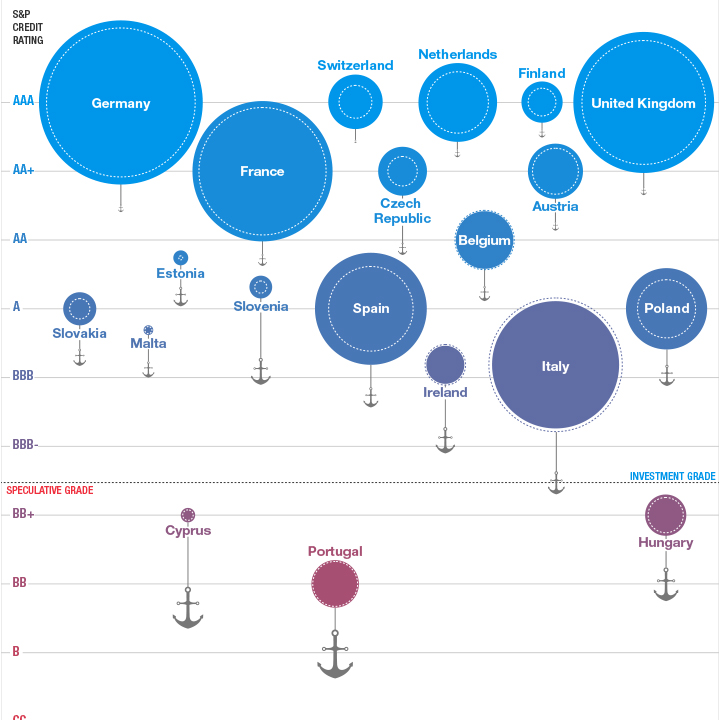 S&P
CREDIT
RATING
Switzerland
Netherlands
Finland
AAA
Germany
United Kingdom
AA+
France
Czech
Republic
Austria
AA
Belgium
Estonia
Slovenia
A
Spain
Poland
Slovakia
Malta
BBB
Italy
Ireland
BBB-
INVESTMENT GRADE
SPECULATIVE GRADE
BB+
Cyprus
Hungary
Portugal
BB
B